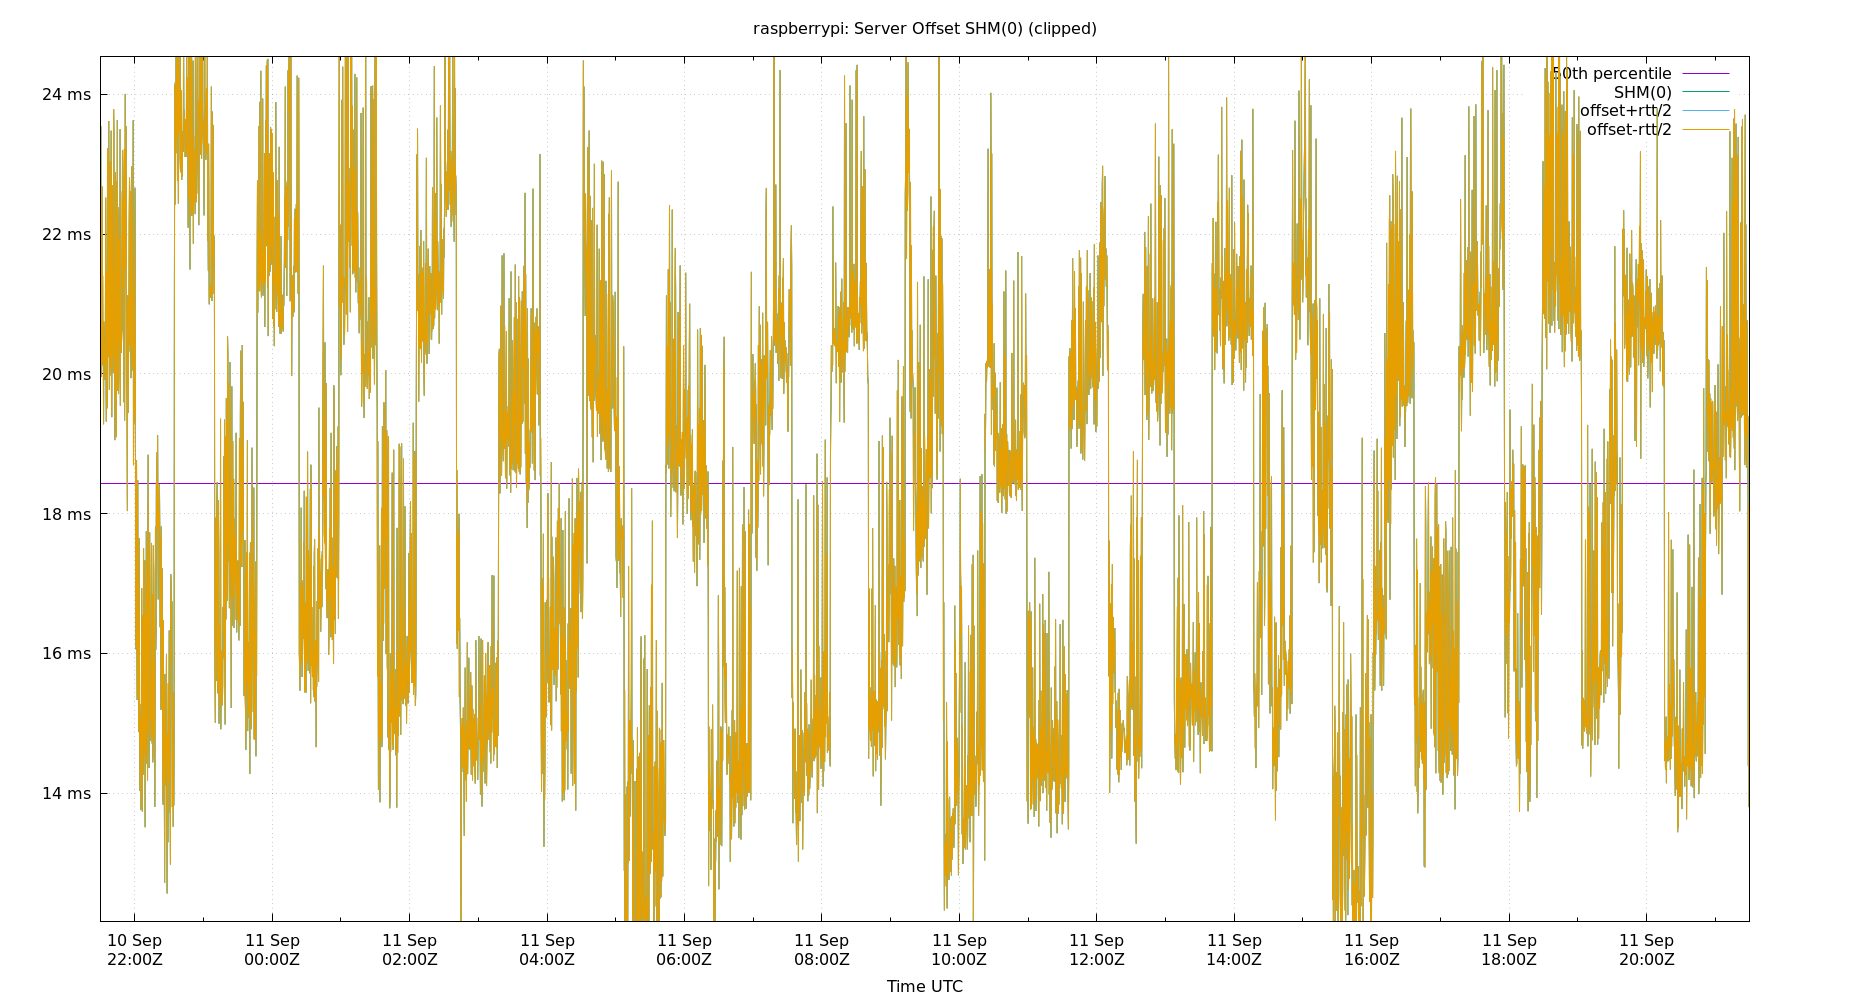 raspberrypi: Server Offset SHM(0) (clipped)
50th percentile
SHM(0)
offset+rtt/2
offset-rtt/2
24 ms
22 ms
20 ms
18 ms
16 ms
14 ms
10 Sep 11 Sep 11 Sep 11 Sep 11 Sep 11 Sep 11 Sep 11 Sep 11 Sep 11 Sep 11 Sep 11 Sep
22:00Z 00:00Z 02:00Z 04:00Z 06:00Z 08:00Z 10:00Z 12:00Z 14:00Z 16:00Z 18:00Z 20:00Z
Time UTC